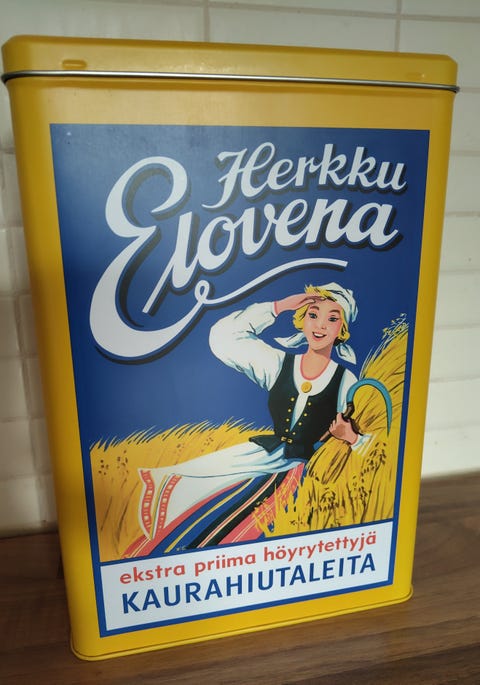 Herkku
Elovena
ekstra priima höyrytettyjä
KAURAHIUTALEITA